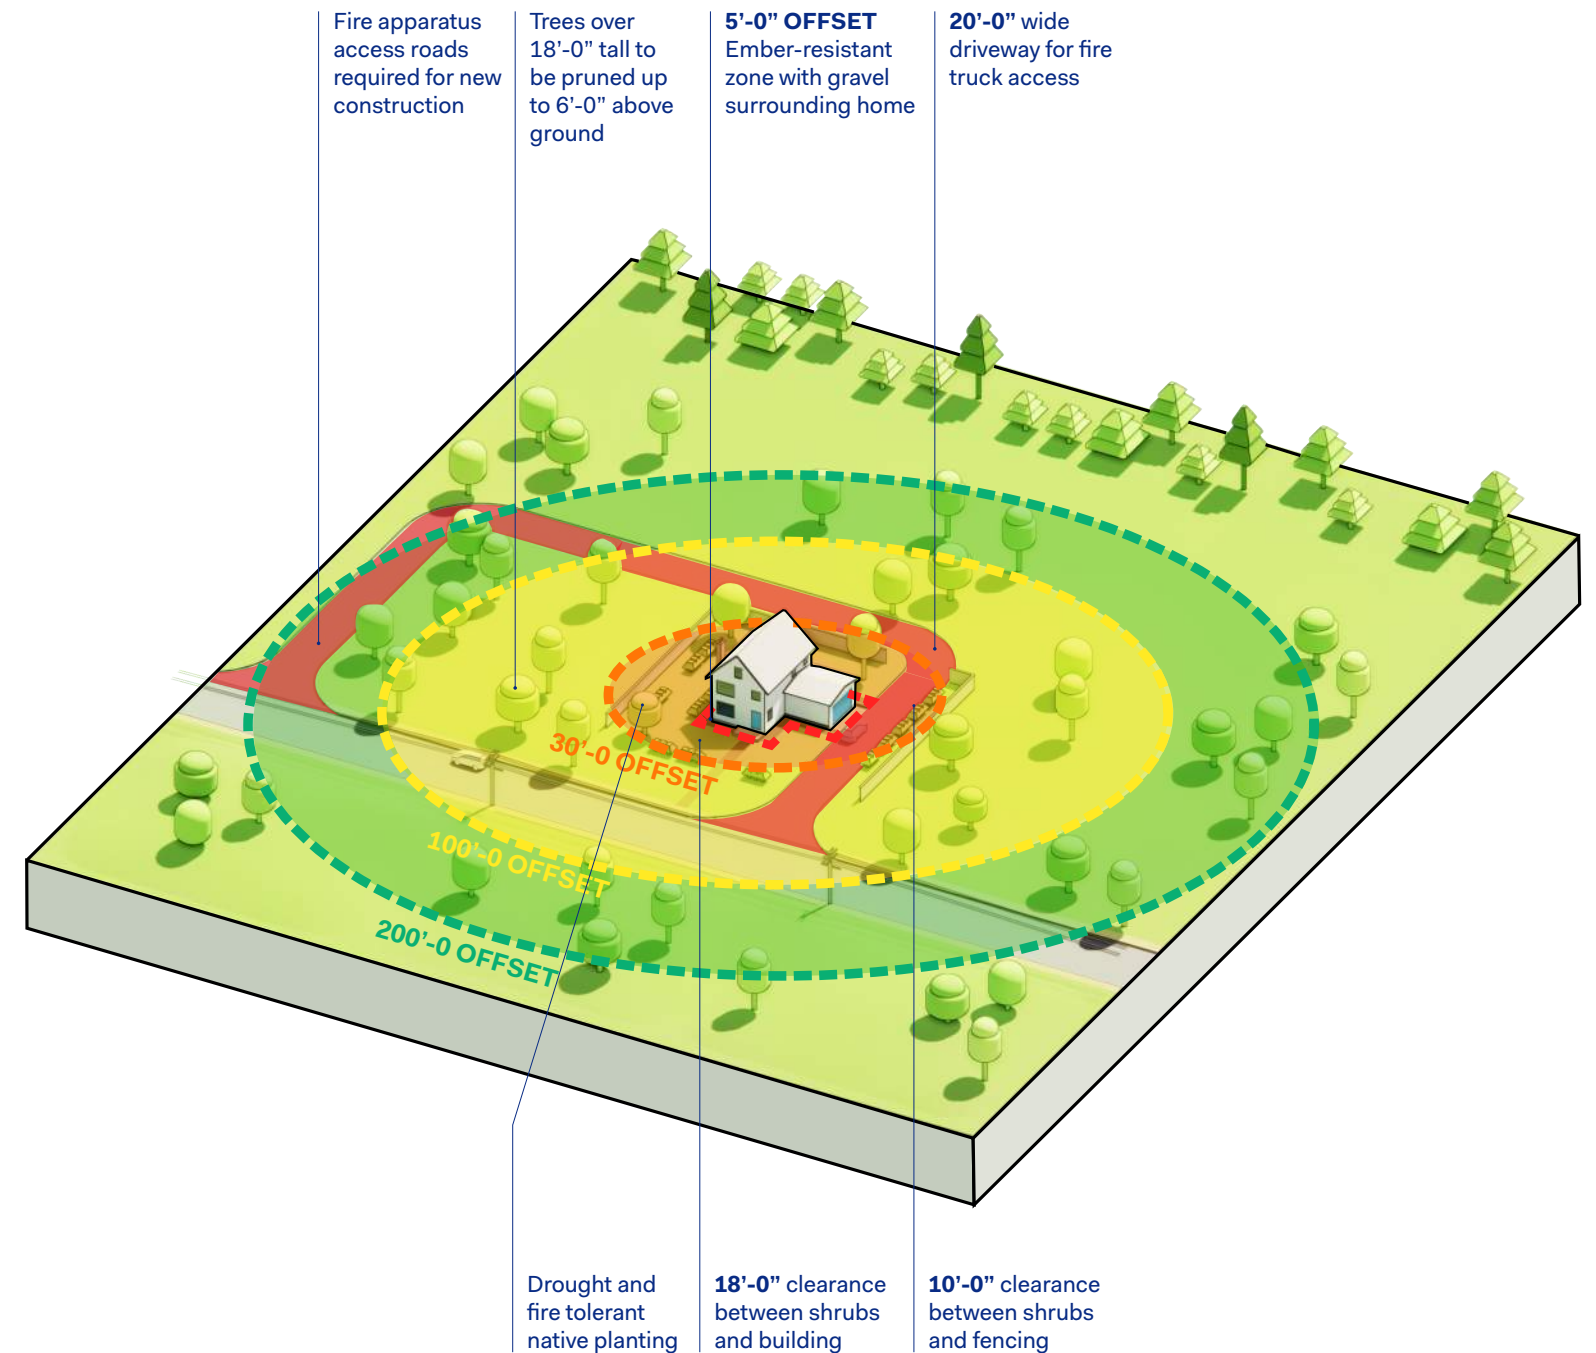 Fire apparatus
access roads
required for new
construction
Trees over
18’-0” tall to
be pruned up
to 6’-0” above
ground
5’-0” OFFSET
Ember-resistant
zone with gravel
surrounding home
20’-0” wide
driveway for fire
truck access
30’-0 OFFSET
100’-0 OFFSET
200’-0 OFFSET
Drought and
fire tolerant
native planting
18’-0” clearance
between shrubs
and building
10’-0” clearance
between shrubs
and fencing